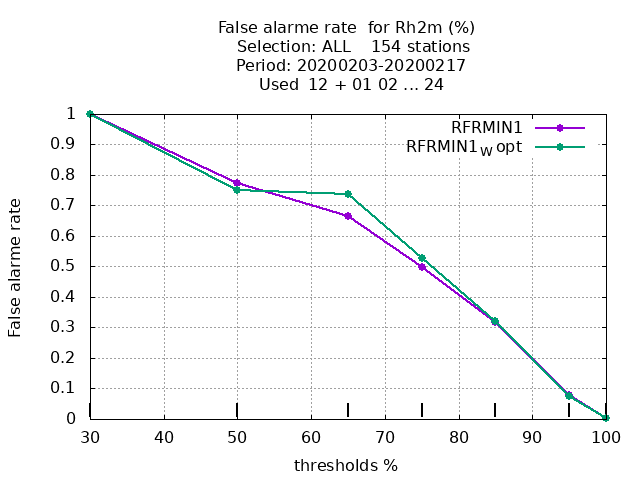 False alarme rate for Rh2m (%)
Selection: ALL 154 stations
Period: 20200203-20200217
Used 12 + 01 02 ... 24
RFRMIN1
RFRMIN1W opt
False alarme rate
1
0.9
0.8
0.7
0.6
0.5
0.4
0.3
0.2
0.1
0
30 40 50 60 70 80 90 100
thresholds %